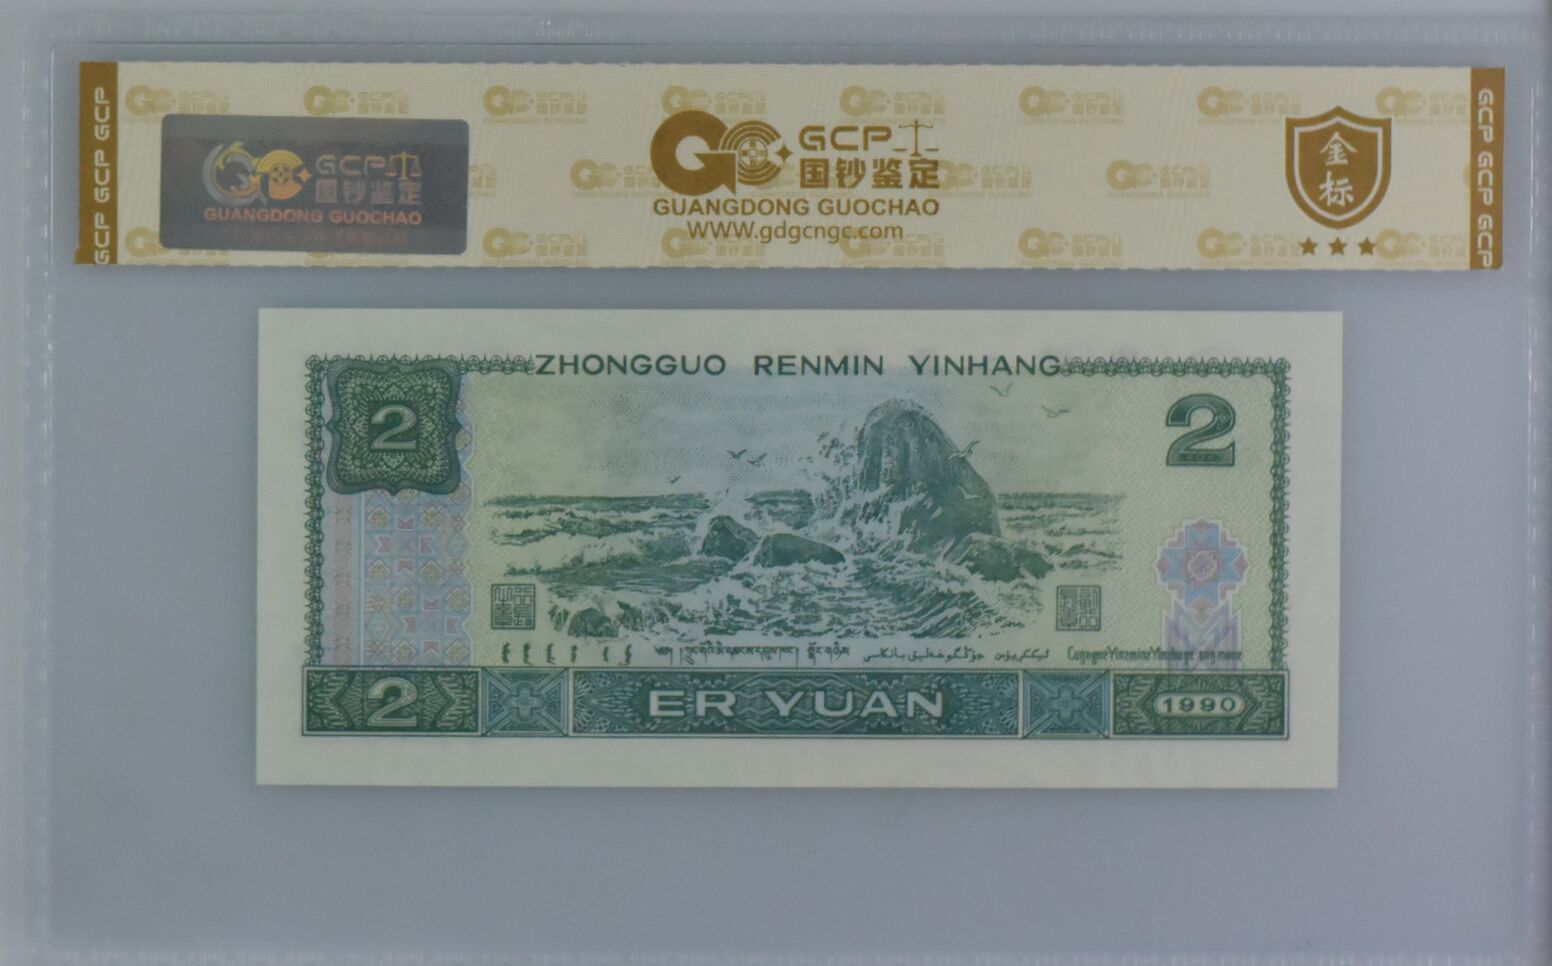 GCP GCP GCP
GCP
国钞鉴定
GUANGDONG GUOCHAO
GCP
国钞鉴定
GUANGDONG GUOCHAO
WWW.gdgcngc.com
金标
GCP GCP GCP
ZHONGGUO RENMIN YINHANG
2
2
2
ER YUAN
1990